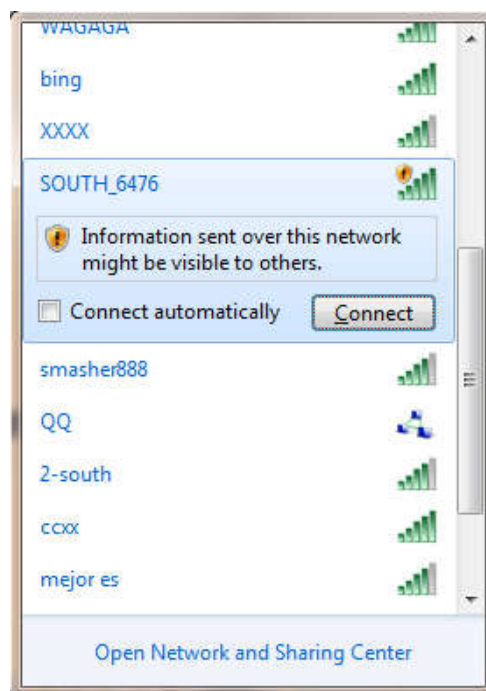 WAGAGA
bing
XXXX
SOUTH_6476
Information sent over this network
might be visible to others.
Connect automatically
Connect
smasher888
QQ
2-south
ccxx
mejor es
Open Network and Sharing Center